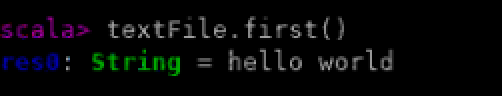 scala> textFile.first()
res0: String = hello world